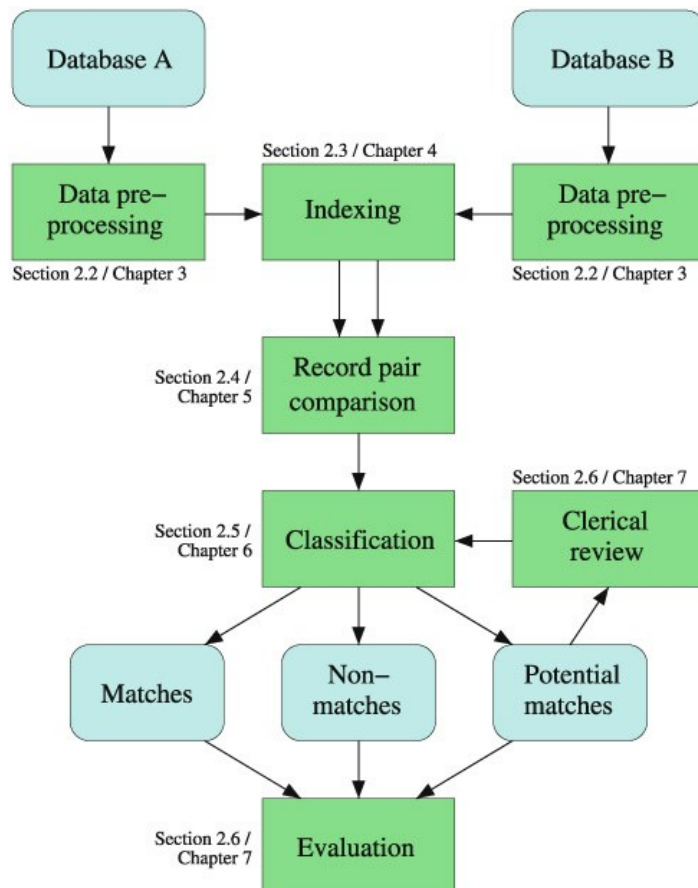 Database A
Database B
Section 2.3 / Chapter 4
Data pre–
processing
Indexing
Data pre–
processing
Section 2.2 / Chapter 3
Section 2.2 / Chapter 3
Section 2.4 /
Chapter 5
Record pair
comparison
Section 2.6 / Chapter 7
Section 2.5 /
Chapter 6
Classification
Clerical
review
Matches
Non–
matches
Potential
matches
Section 2.6 /
Chapter 7
Evaluation